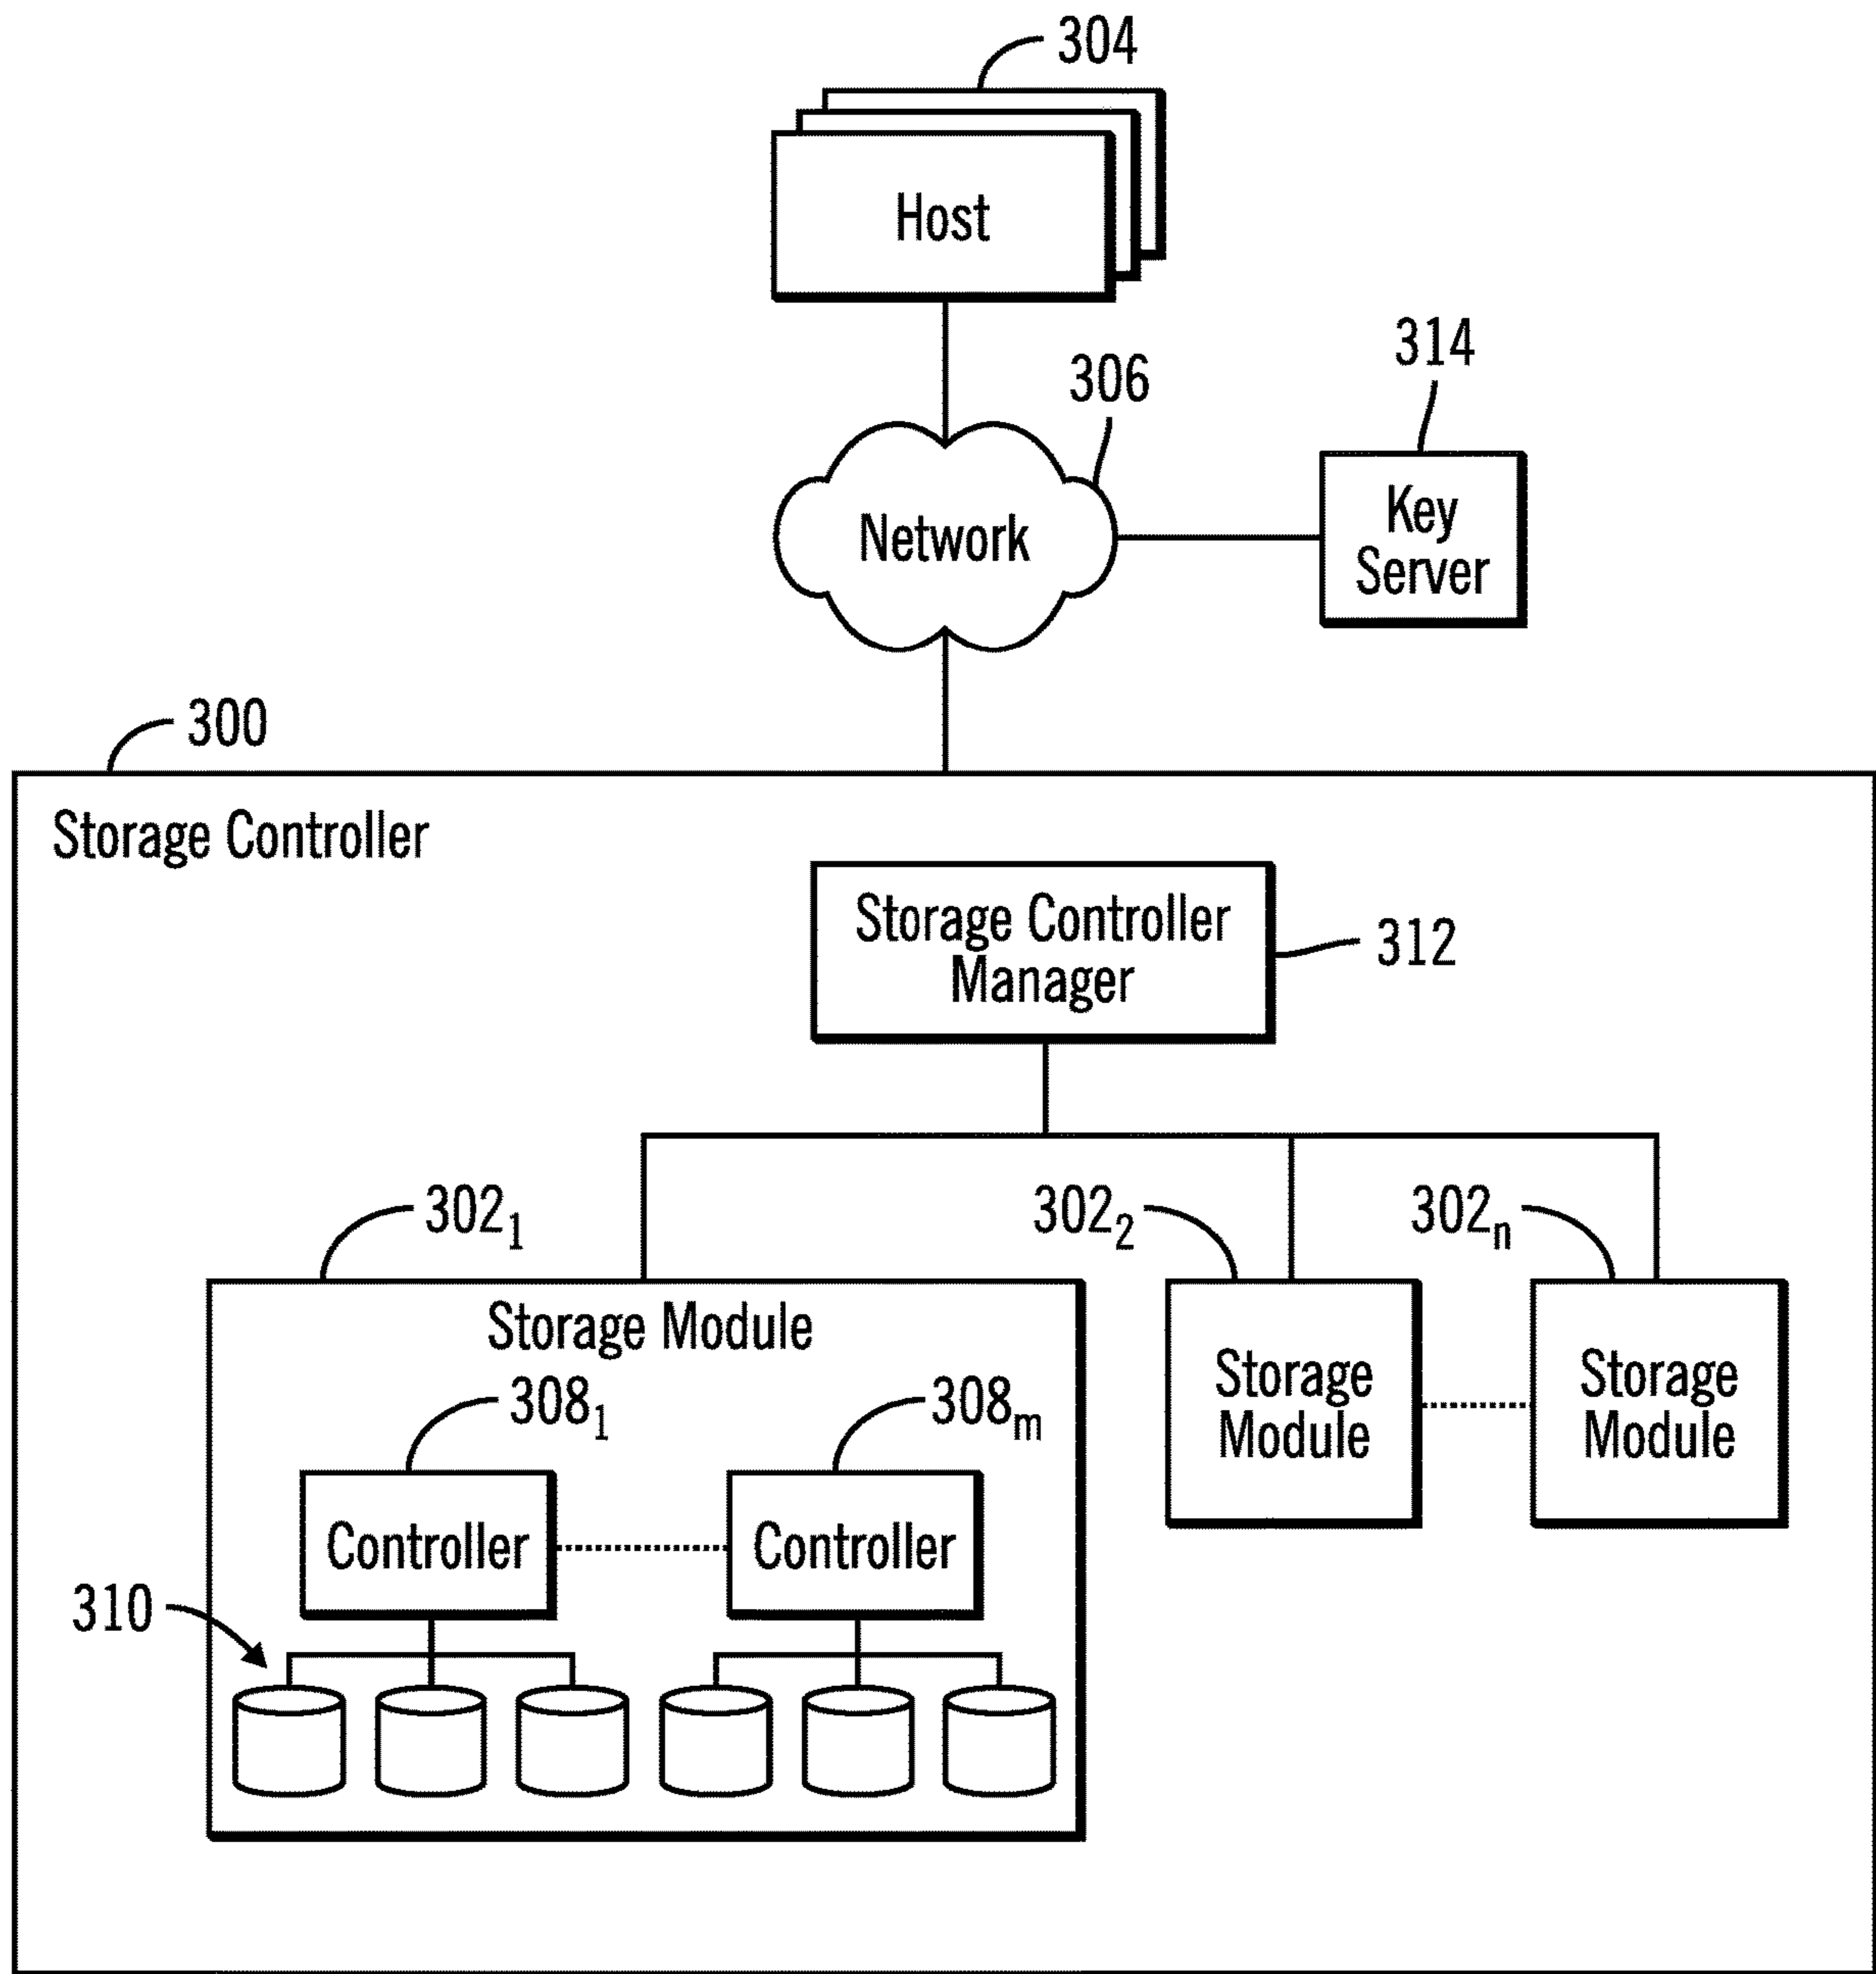 304
Host
314
306
Key
Server
Network
300
Storage Controller
Storage Controller
Manager
312
302₁
302₂
302ₙ
Storage Module
Storage
Module
Storage
Module
308₁
308ₘ
Controller
Controller
310